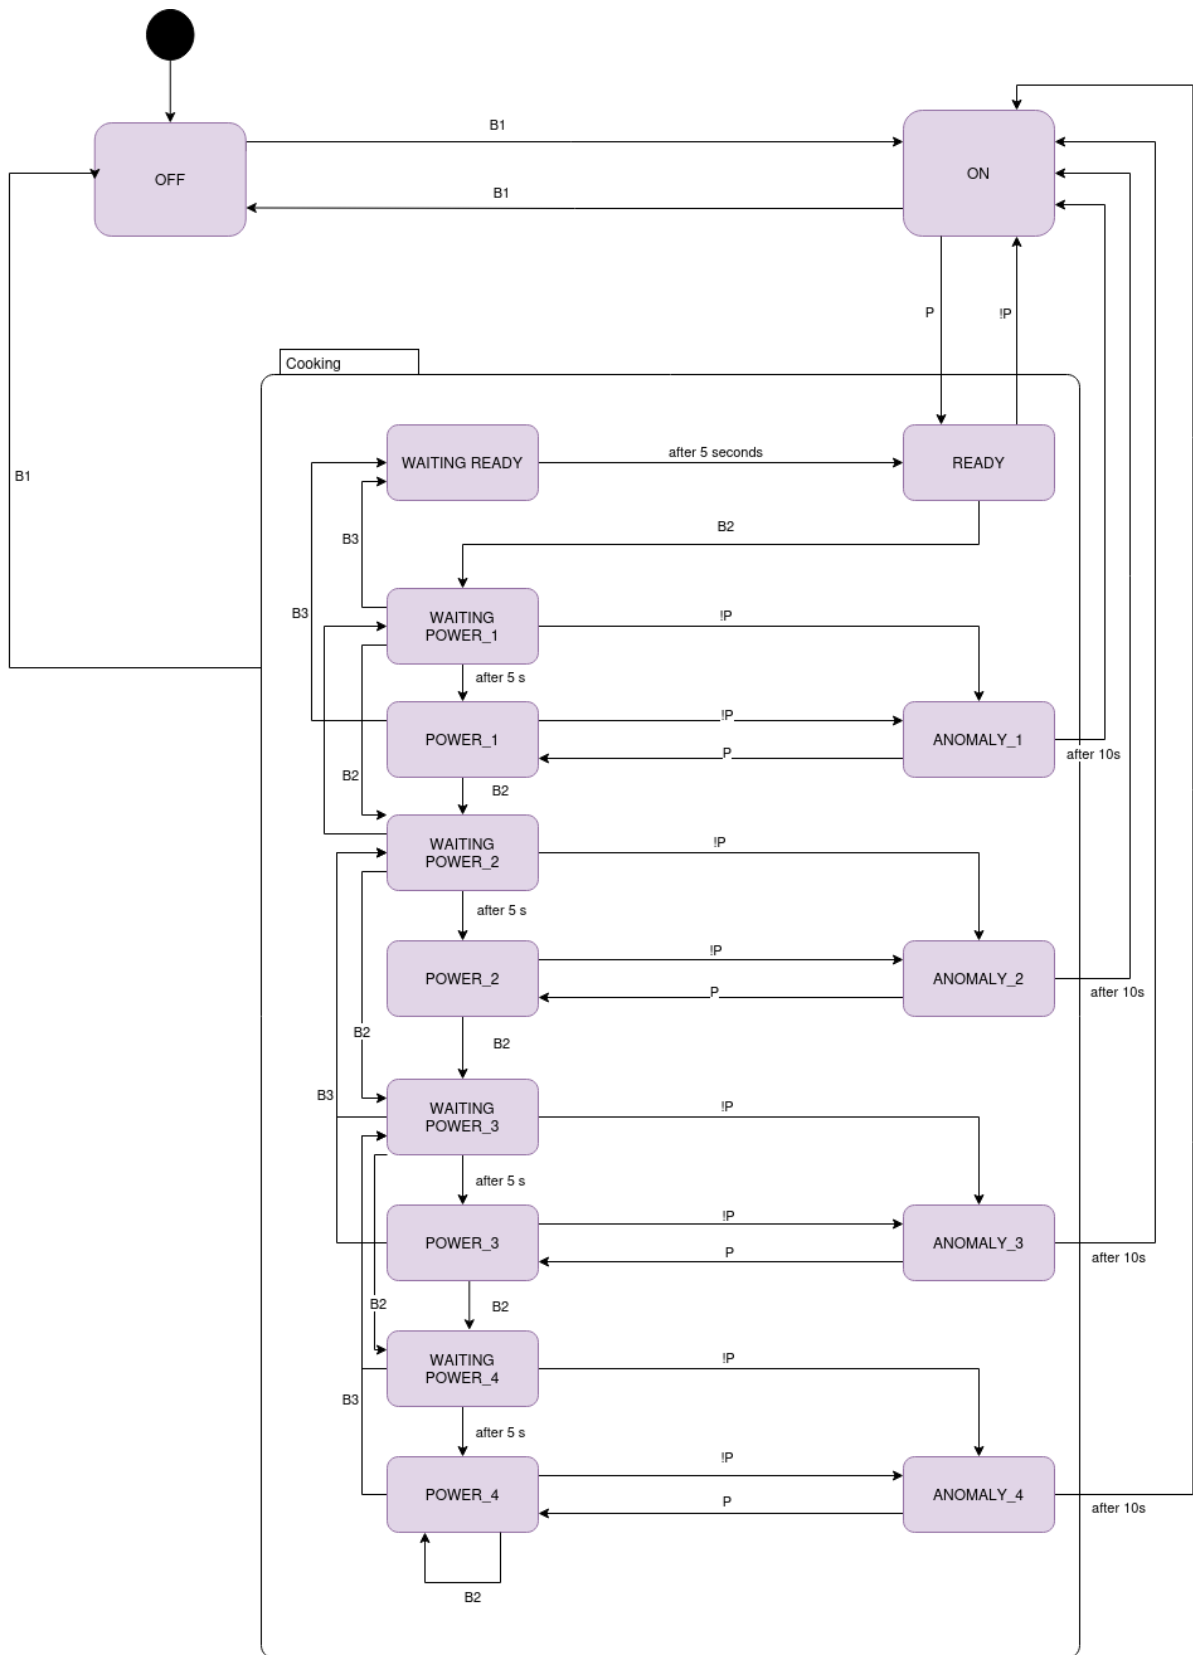 B1
OFF
ON
B1
P
!P
Cooking
WAITING READY
after 5 seconds
READY
B1
B2
B3
B3
WAITING
POWER_1
!P
after 5 s
POWER_1
!P
P
ANOMALY_1
after 10s
B2
B2
WAITING
POWER_2
!P
after 5 s
POWER_2
!P
P
ANOMALY_2
after 10s
B2
B2
B3
WAITING
POWER_3
!P
after 5 s
POWER_3
!P
P
ANOMALY_3
after 10s
B2
B2
WAITING
POWER_4
!P
B3
after 5 s
POWER_4
!P
P
ANOMALY_4
after 10s
B2